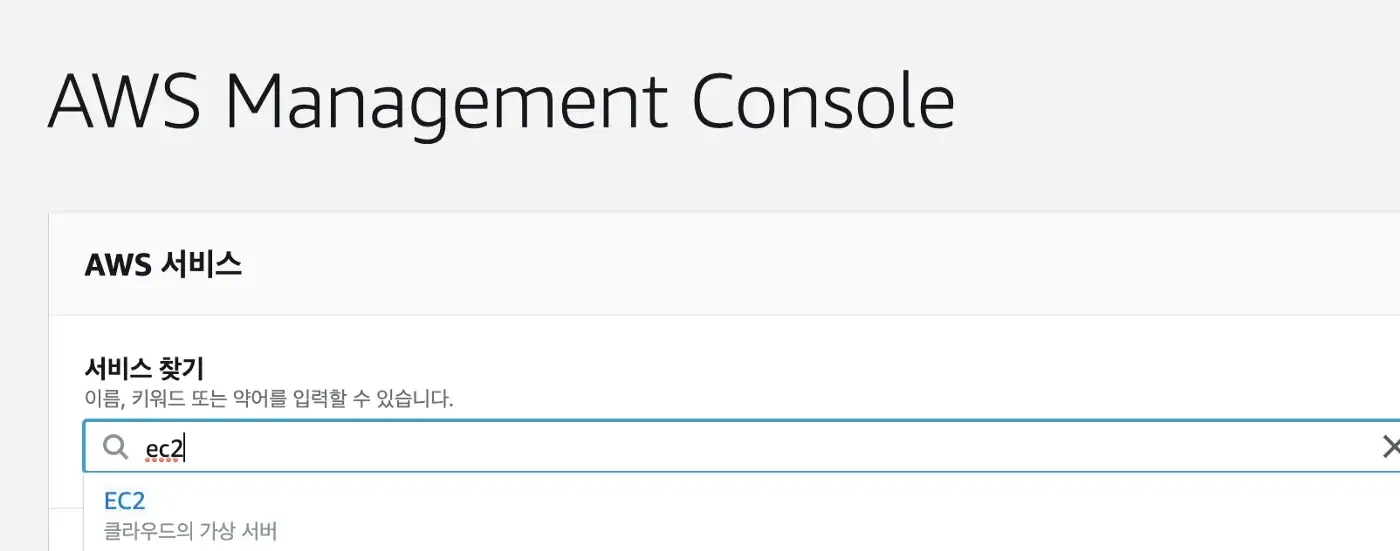 AWS Management Console
AWS 서비스
서비스 찾기
이름, 키워드 또는 약어를 입력할 수 있습니다.
ec2
EC2
클라우드의 가상 서버